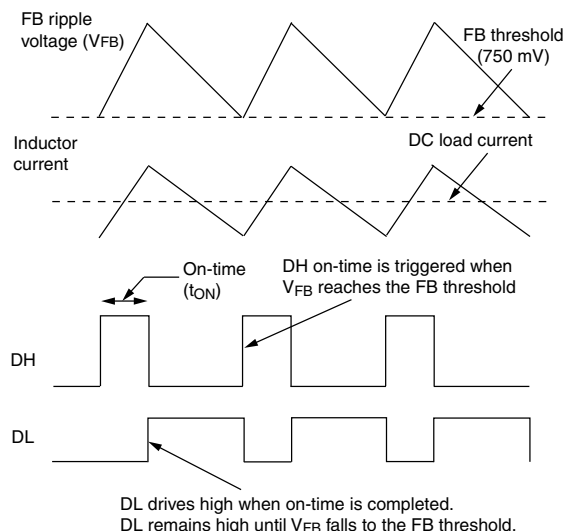 FB ripple
voltage (VFB)
FB threshold
(750 mV)
Inductor
current
DC load current
On-time
(tON)
DH on-time is triggered when
VFB reaches the FB threshold
DH
DL
DL drives high when on-time is completed.
DL remains high until VFB falls to the FB threshold.